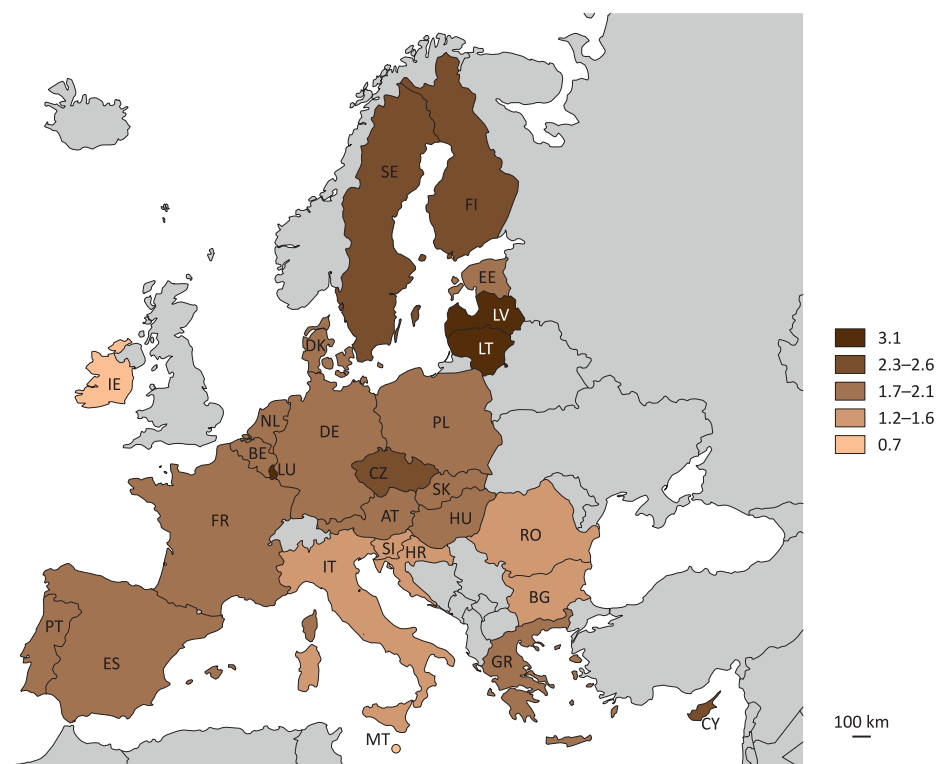 SE
FI
EE
LV
LT
DK
IE
NL
PL
DE
BE
LU
CZ
SK
FR
AT
HU
RO
SI
HR
IT
BG
PT
ES
GR
CY
MT
3.1
2.3–2.6
1.7–2.1
1.2–1.6
0.7
100 km